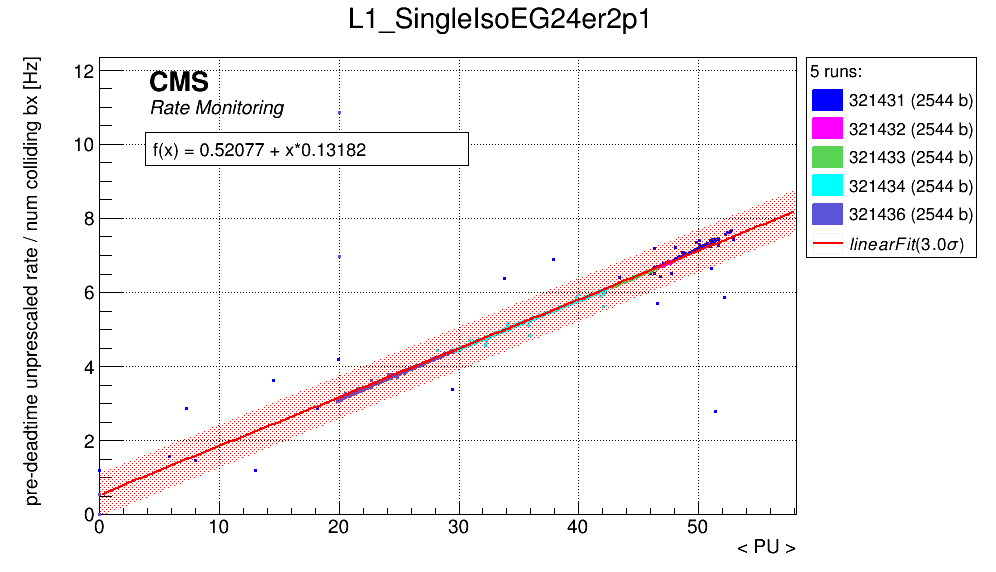 L1_SingleIsoEG24er2p1
pre-deadtime unprescaled rate / num colliding bx [Hz]
12
10
8
6
4
2
0
CMS
Rate Monitoring
f(x) = 0.52077 + x*0.13182
0 10 20 30 40 50
< PU >
5 runs:
321431 (2544 b)
321432 (2544 b)
321433 (2544 b)
321434 (2544 b)
321436 (2544 b)
linearFit(3.0σ)